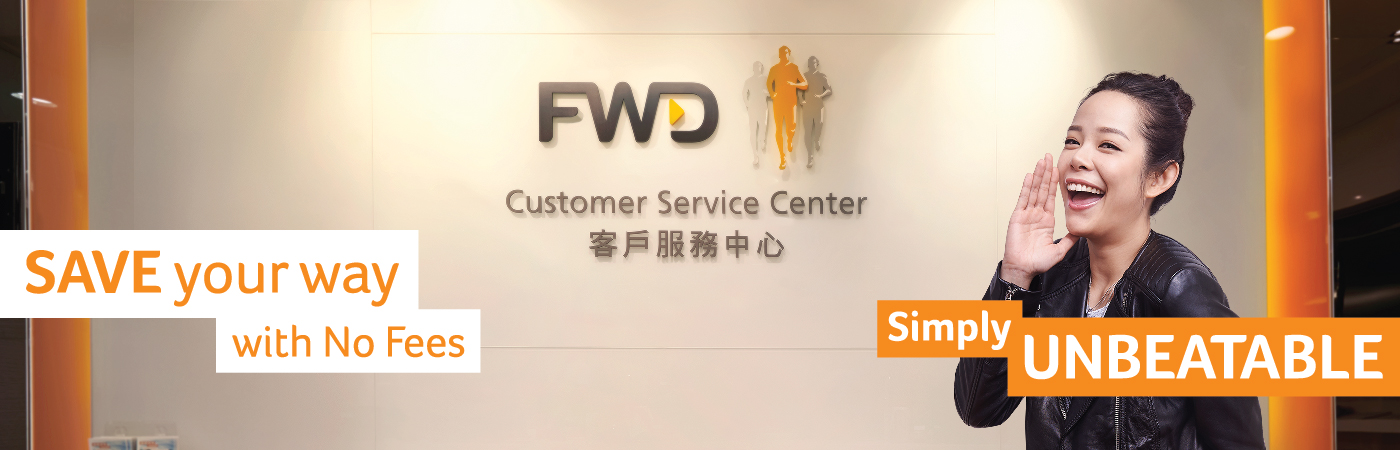 FWD
Customer Service Center
客戶服務中心
SAVE your way
with No Fees
Simply
UNBEATABLE